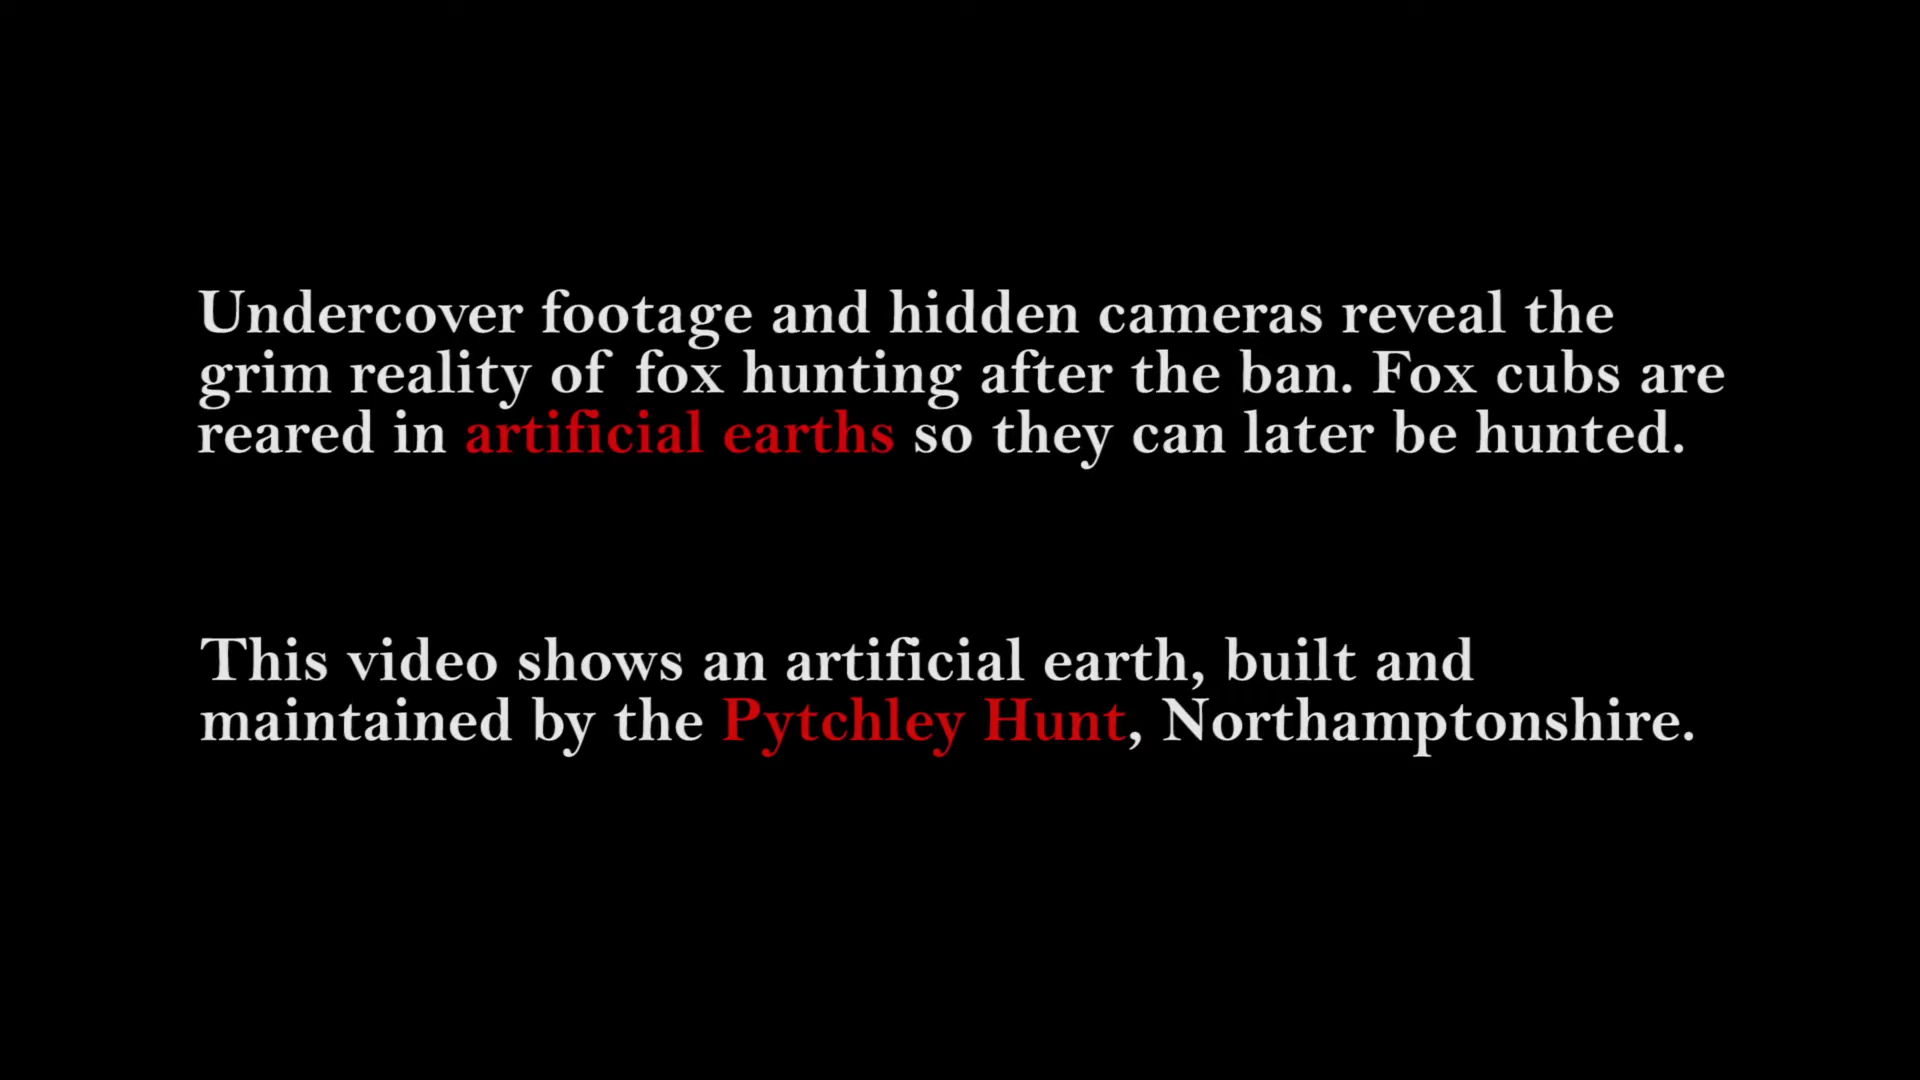 Undercover footage and hidden cameras reveal the
grim reality of fox hunting after the ban. Fox cubs are
reared in artificial earths so they can later be hunted.
This video shows an artificial earth, built and
maintained by the Pytchley Hunt, Northamptonshire.